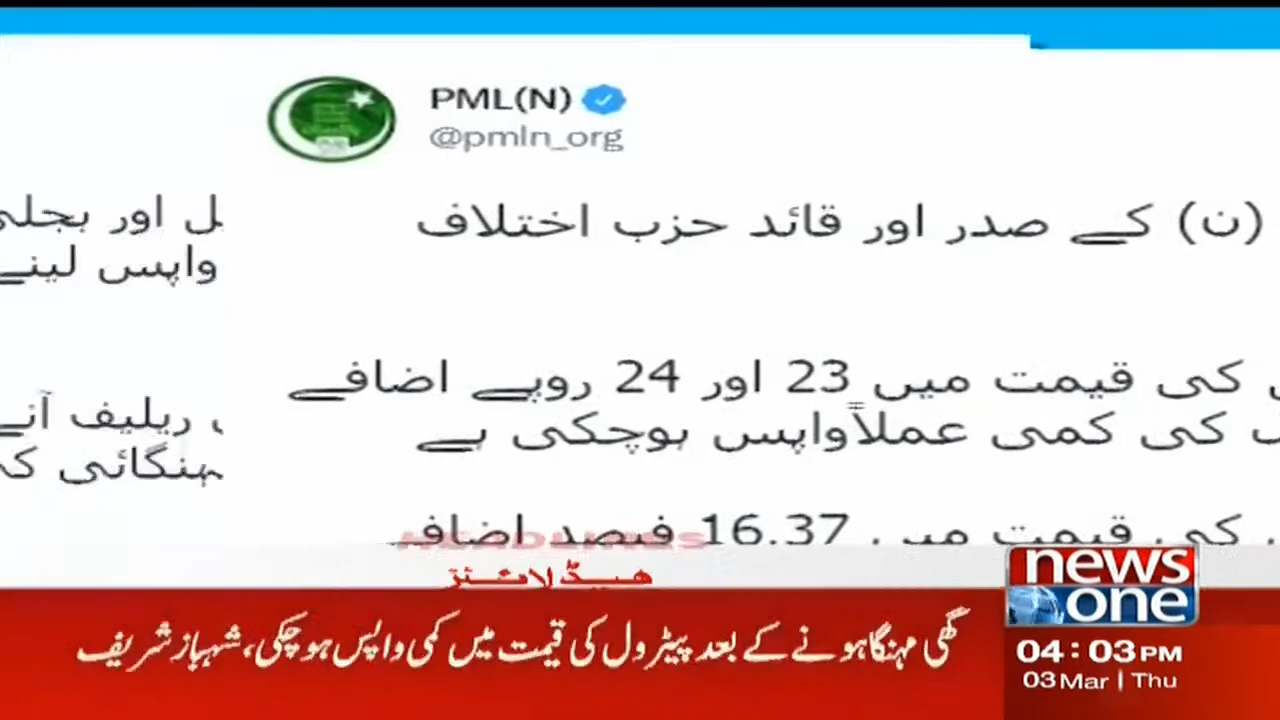 PML(N)
@pmln_org
(ن) کے صدر اور قائد حزب اختلاف
ل اور بجلی
واپس لینے
کی قیمت میں 23 اور 24 روپے اضافے
کی کمی عملاًواپس ہوچکی ہے
ریلیف آنے
ہنگائی کی
کی قیمت میں 16.37 فیصد اضافے
HEADLINES
ہیڈلائنز
گھی مہنگا ہونے کے بعد پیٹرول کی قیمت میں کمی واپس ہوچکی، شہباز شریف
news
one
04:03 PM
03 Mar | Thu